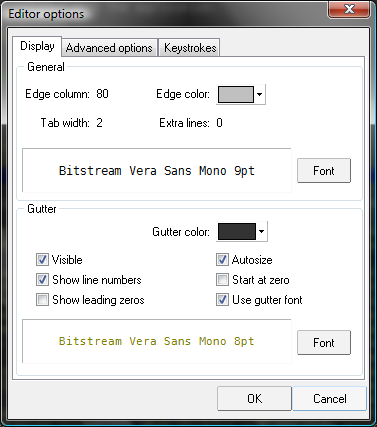 Editor options
Display Advanced options Keystrokes
General
Edge column: 80 Edge color:
Tab width: 2 Extra lines: 0
Bitstream Vera Sans Mono 9pt Font
Gutter
Gutter color:
Visible Autosize
Show line numbers Start at zero
Show leading zeros Use gutter font
Bitstream Vera Sans Mono 8pt Font
OK Cancel